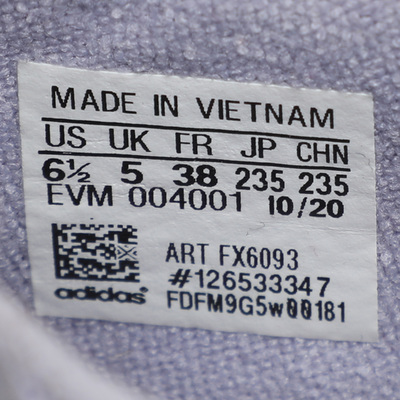 MADE IN VIETNAM
US UK FR JP CHN
6½ 5 38 235 235
EVM 004001 10/20
ART FX6093
#126533347
adidas FDFM9G5w00181